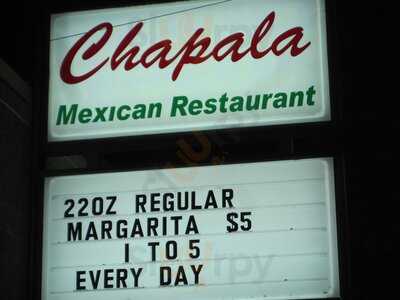 Chapala
Mexican Restaurant
22OZ REGULAR
MARGARITA $5
1 TO 5
EVERY DAY